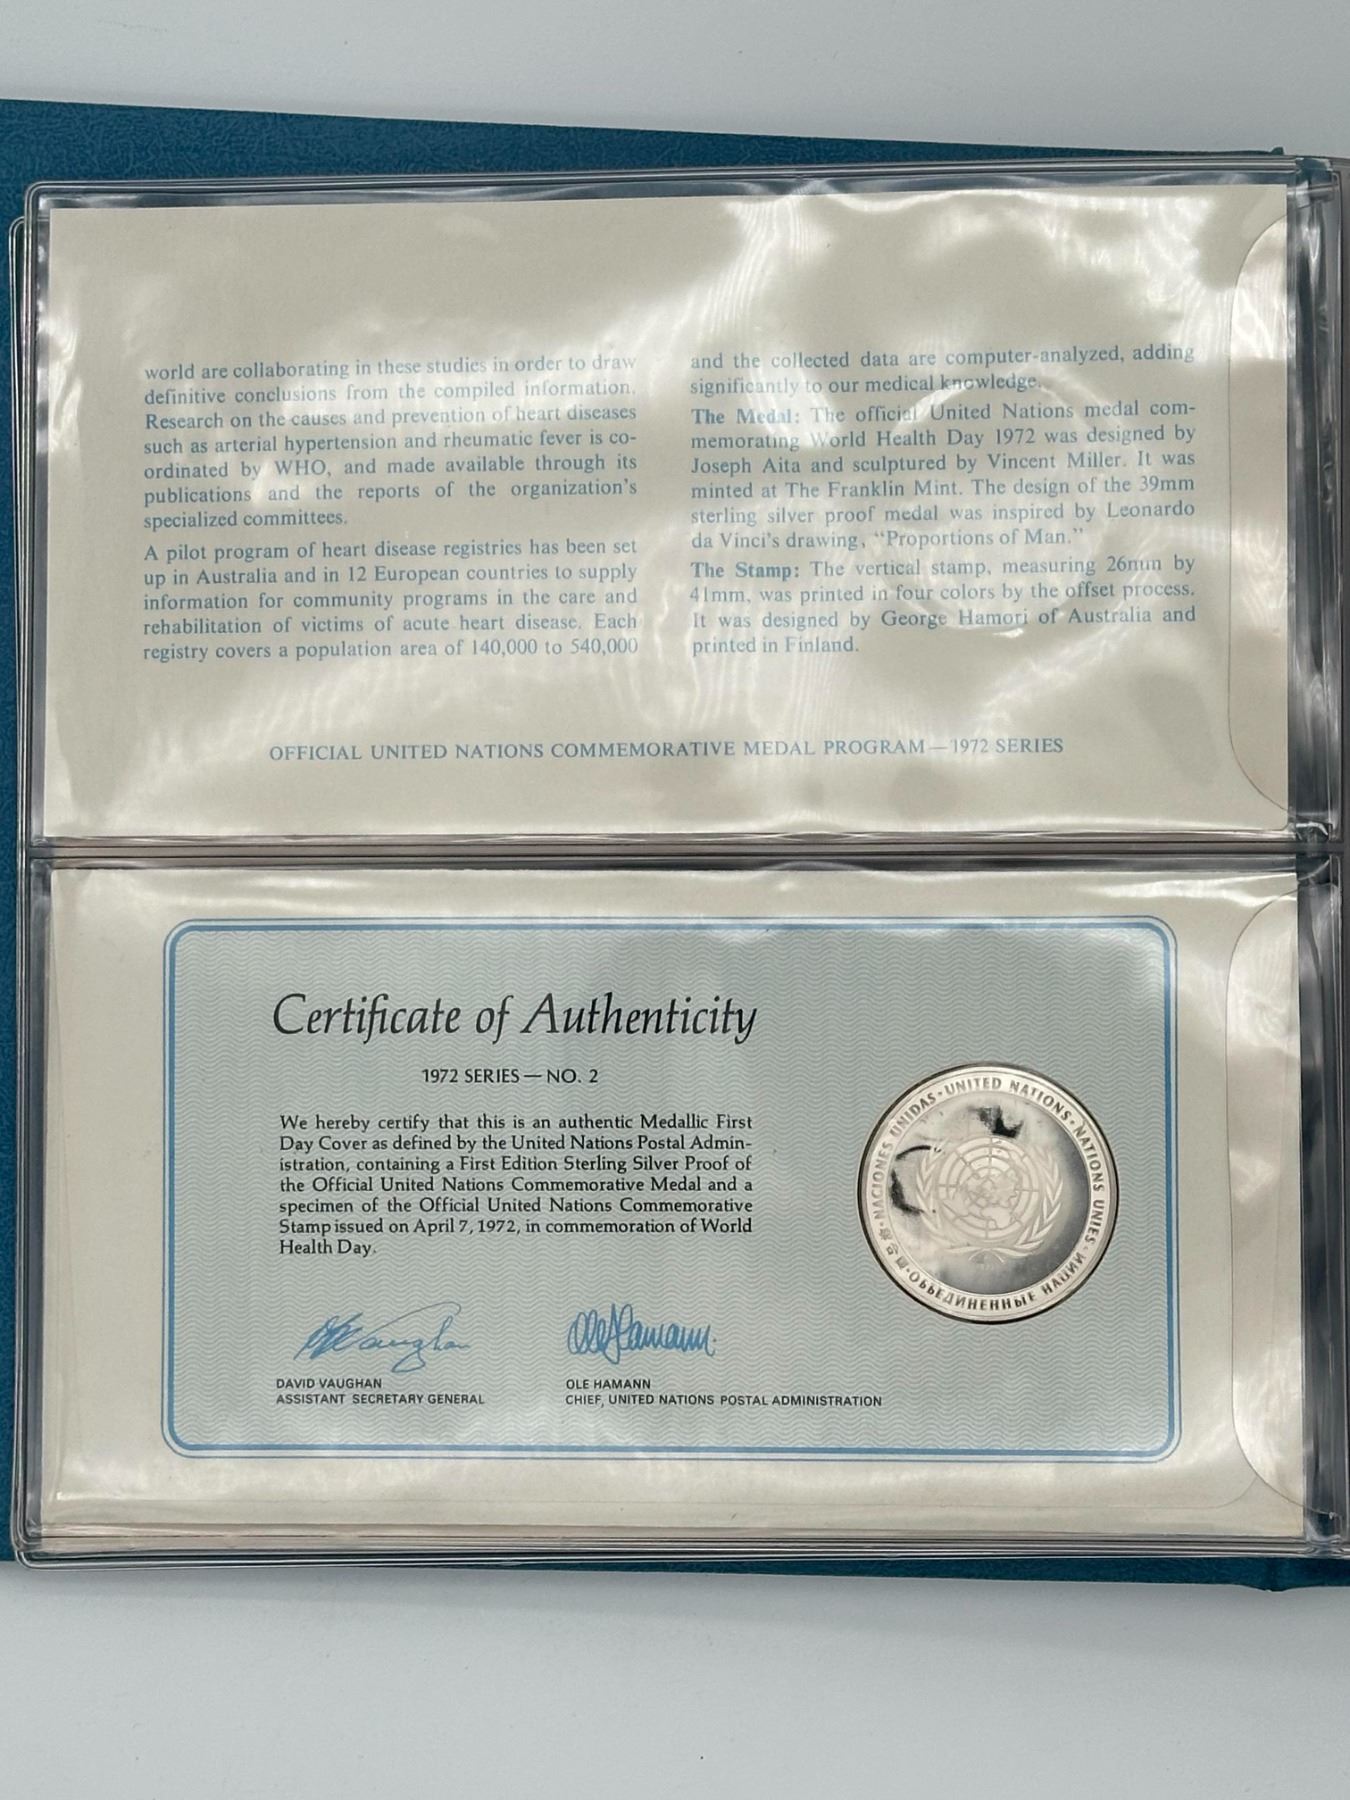 world are collaborating in these studies in order to draw
definitive conclusions from the compiled information.
Research on the causes and prevention of heart diseases
such as arterial hypertension and rheumatic fever is co-
ordinated by WHO, and made available through its
publications and the reports of the organization's
specialized committees.
A pilot program of heart disease registries has been set
up in Australia and in 12 European countries to supply
information for community programs in the care and
rehabilitation of victims of acute heart disease. Each
registry covers a population area of 140,000 to 540,000
and the collected data are computer-analyzed, adding
significantly to our medical knowledge.
The Medal: The official United Nations medal com-
memorating World Health Day 1972 was designed by
Joseph Aita and sculptured by Vincent Miller. It was
minted at The Franklin Mint. The design of the 39mm
sterling silver proof medal was inspired by Leonardo
da Vinci's drawing, “Proportions of Man.”
The Stamp: The vertical stamp, measuring 26mm by
41mm, was printed in four colors by the offset process.
It was designed by George Hamori of Australia and
printed in Finland.
OFFICIAL UNITED NATIONS COMMEMORATIVE MEDAL PROGRAM—1972 SERIES
Certificate of Authenticity
1972 SERIES — NO. 2
We hereby certify that this is an authentic Medallic First
Day Cover as defined by the United Nations Postal Admin-
istration, containing a First Edition Sterling Silver Proof of
the Official United Nations Commemorative Medal and a
specimen of the Official United Nations Commemorative
Stamp issued on April 7, 1972, in commemoration of World
Health Day.
DAVID VAUGHAN
ASSISTANT SECRETARY GENERAL
Ole Hamann.
OLE HAMANN
CHIEF, UNITED NATIONS POSTAL ADMINISTRATION
UNITED NATIONS · NATIONS UNIES · ОБЪЕДИНЕННЫЕ НАЦИИ · NACIONES UNIDAS ·